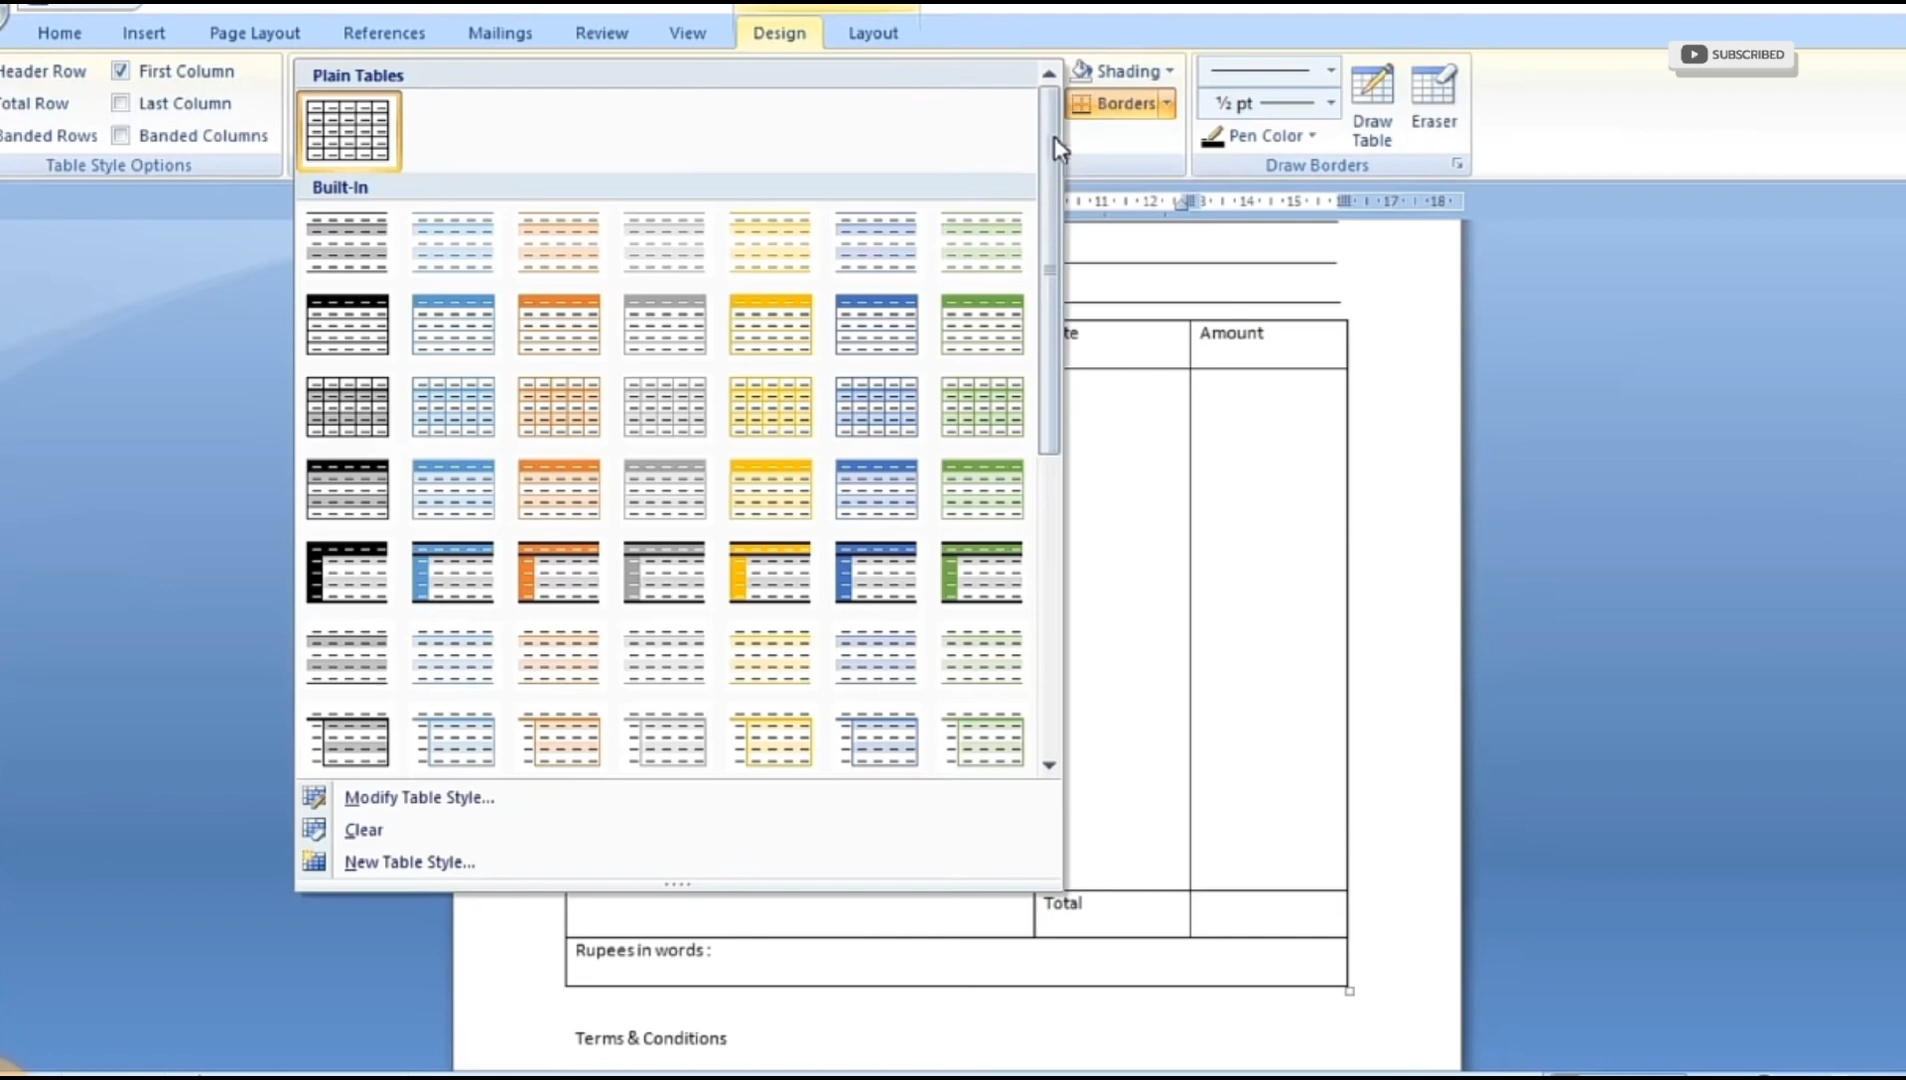 Home Insert Page Layout References Mailings Review View Design Layout
SUBSCRIBED
Header Row First Column
Total Row Last Column
Banded Rows Banded Columns
Table Style Options
Plain Tables
Built-In
Modify Table Style...
Clear
New Table Style...
Shading
Borders
½ pt
Pen Color
Draw Table
Eraser
Draw Borders
11 12 14 15 17 18
Amount
Total
Rupees in words :
Terms & Conditions